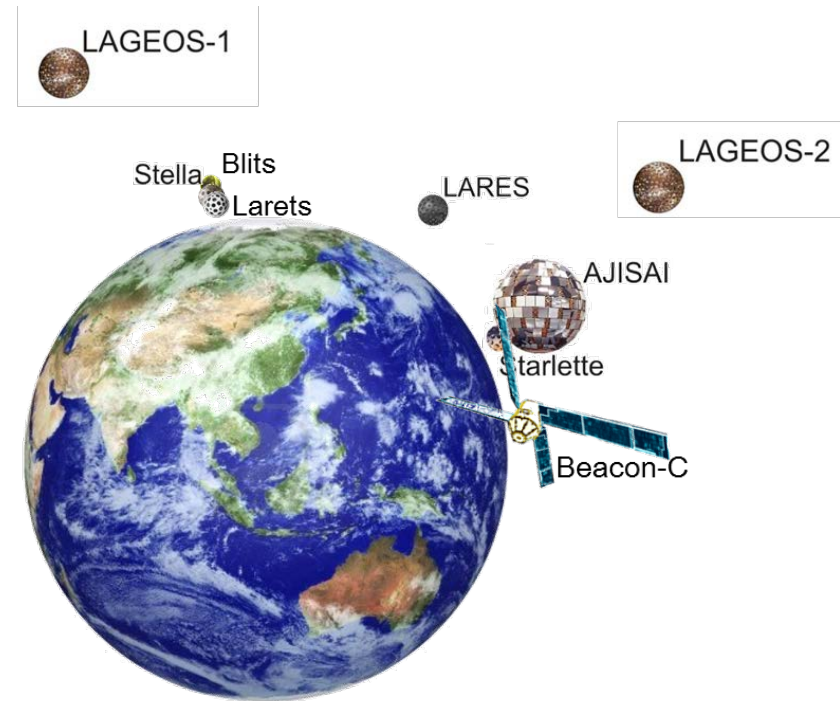 LAGEOS-1
LAGEOS-2
Stella
Blits
Larets
LARES
AJISAI
Starlette
Beacon-C